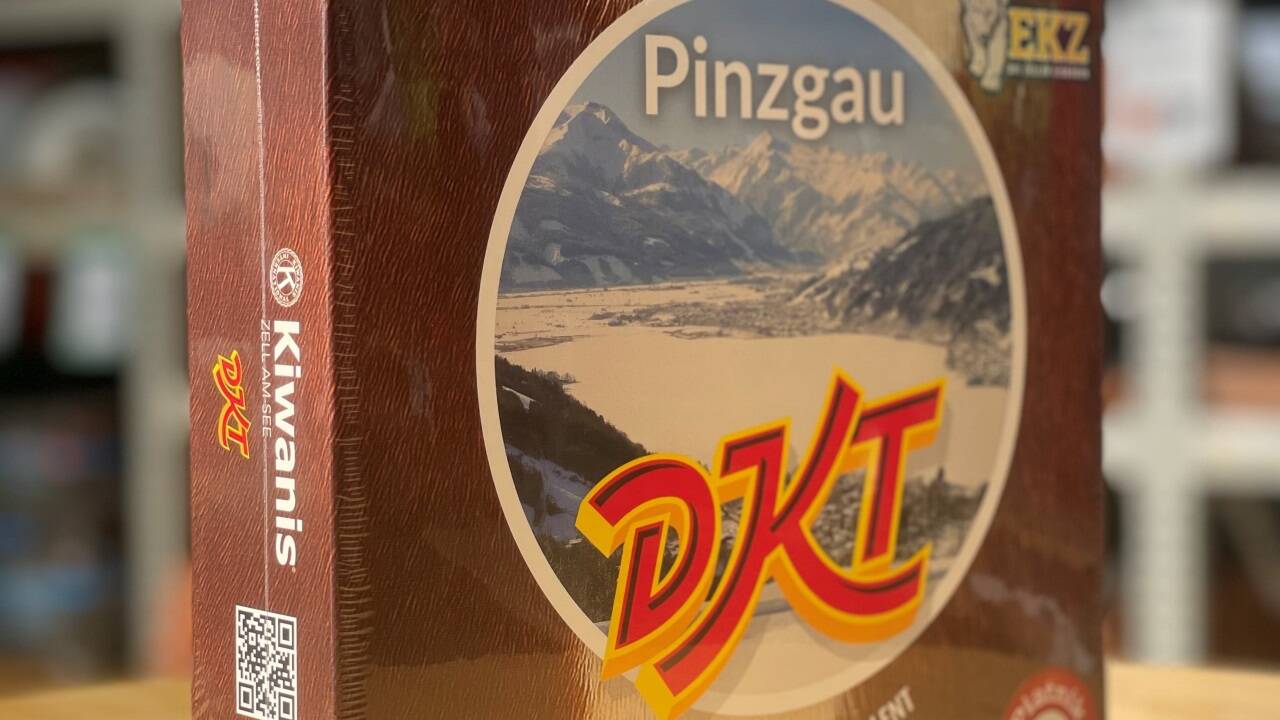 Pinzgau
EKZ
DKT
Kiwanis
ZELL AM SEE
DKT
K